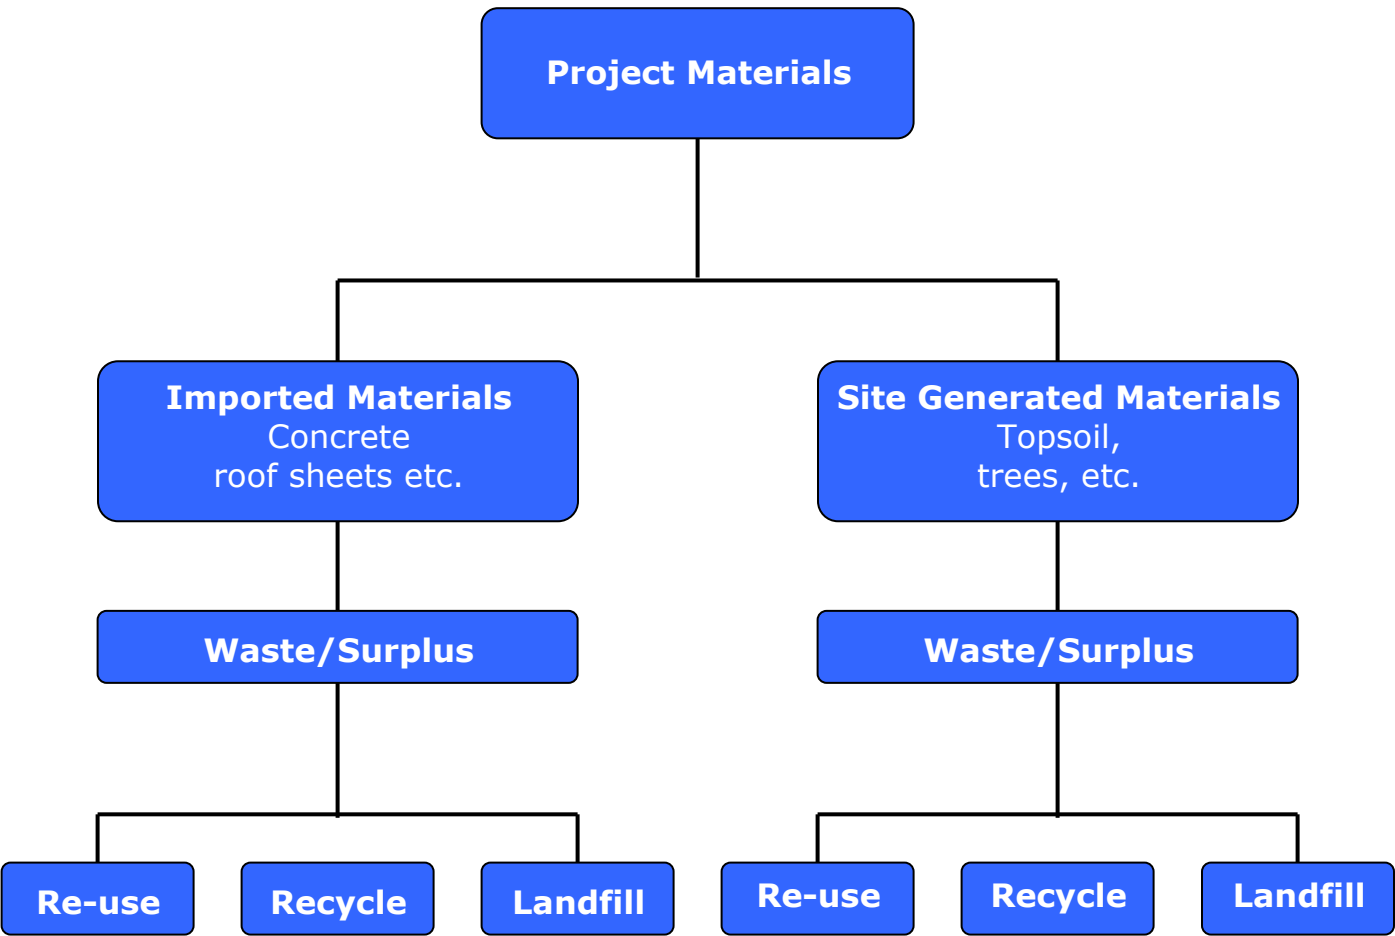 Project Materials
Imported Materials
Concrete
roof sheets etc.
Site Generated Materials
Topsoil,
trees, etc.
Waste/Surplus
Waste/Surplus
Re-use
Recycle
Landfill
Re-use
Recycle
Landfill